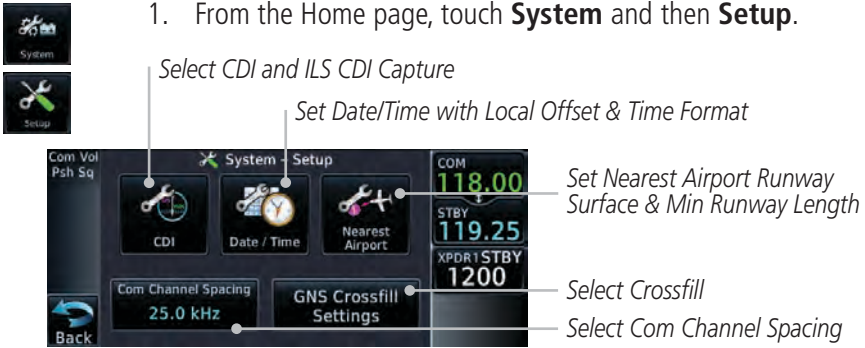 1. From the Home page, touch System and then Setup.
System
Setup
Select CDI and ILS CDI Capture
Set Date/Time with Local Offset & Time Format
Com Vol
Psh Sq
System - Setup
CDI
Date / Time
Nearest
Airport
Com Channel Spacing
25.0 kHz
GNS Crossfill
Settings
Back
COM
118.00
STBY
119.25
XPDR1 STBY
1200
Set Nearest Airport Runway
Surface & Min Runway Length
Select Crossfill
Select Com Channel Spacing